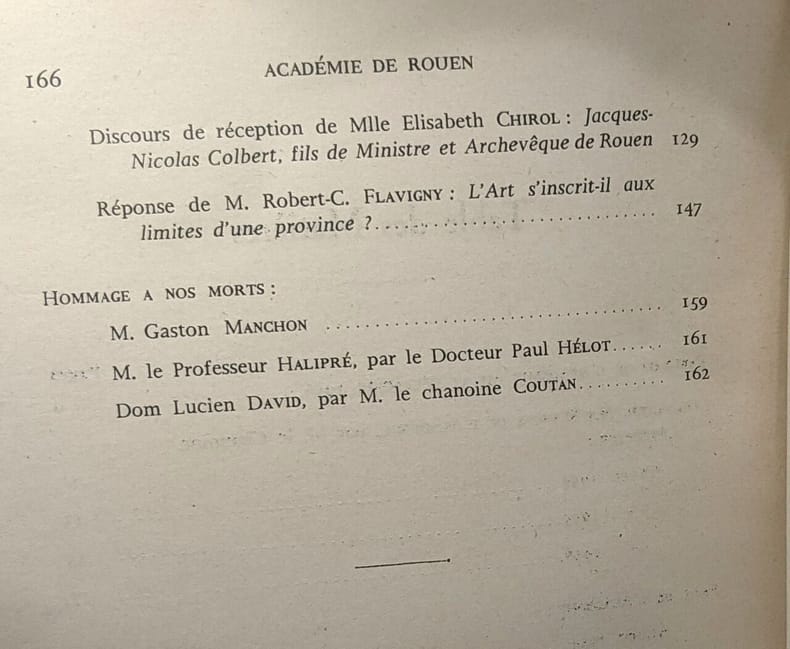 166
ACADÉMIE DE ROUEN
Discours de réception de Mlle Elisabeth CHIROL : Jacques-
Nicolas Colbert, fils de Ministre et Archevêque de Rouen 129
Réponse de M. Robert-C. FLAVIGNY : L'Art s'inscrit-il aux
limites d'une province ?.............................. 147
HOMMAGE A NOS MORTS :
M. Gaston MANCHON .................................... 159
M. le Professeur HALIPRÉ, par le Docteur Paul HÉLOT...... 161
Dom Lucien DAVID, par M. le chanoine COUTAN.......... 162